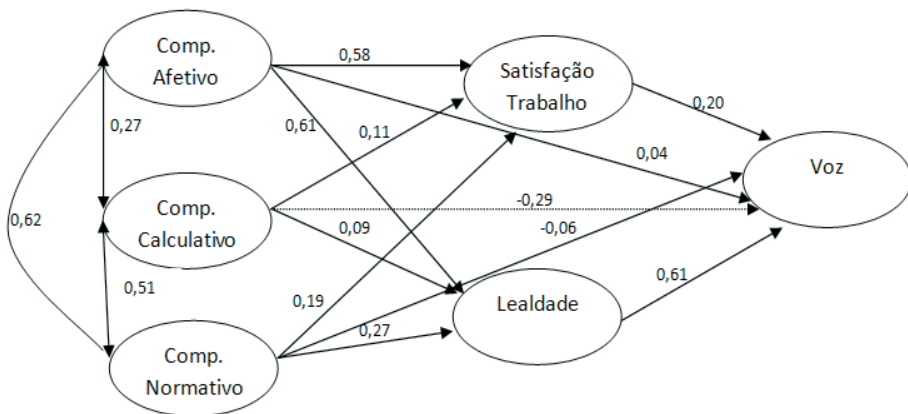 Comp.
Afetivo
0,58
Satisfação
Trabalho
0,20
0,27
0,61
0,11
0,04
Voz
0,62
Comp.
Calculativo
-0,29
0,09
-0,06
0,51
0,19
Lealdade
0,61
0,27
Comp.
Normativo